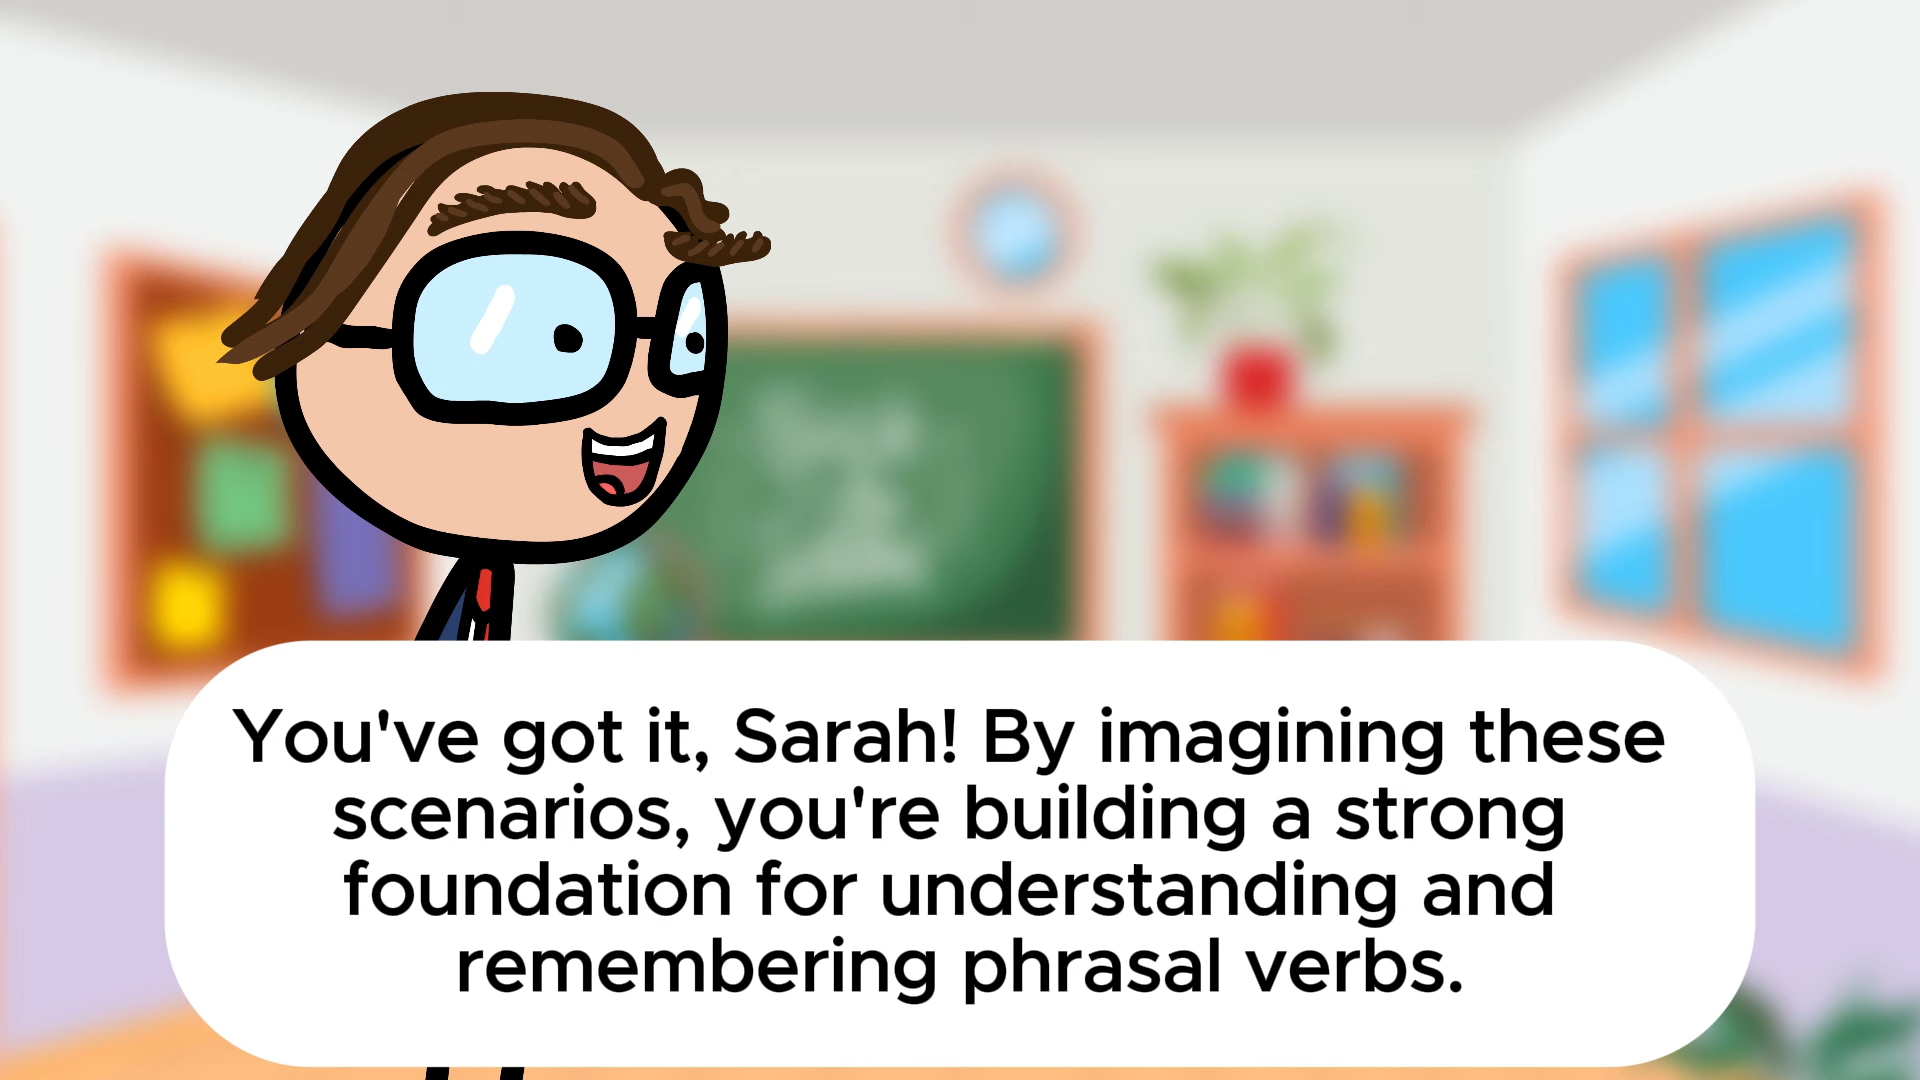 You've got it, Sarah! By imagining these
scenarios, you're building a strong
foundation for understanding and
remembering phrasal verbs.